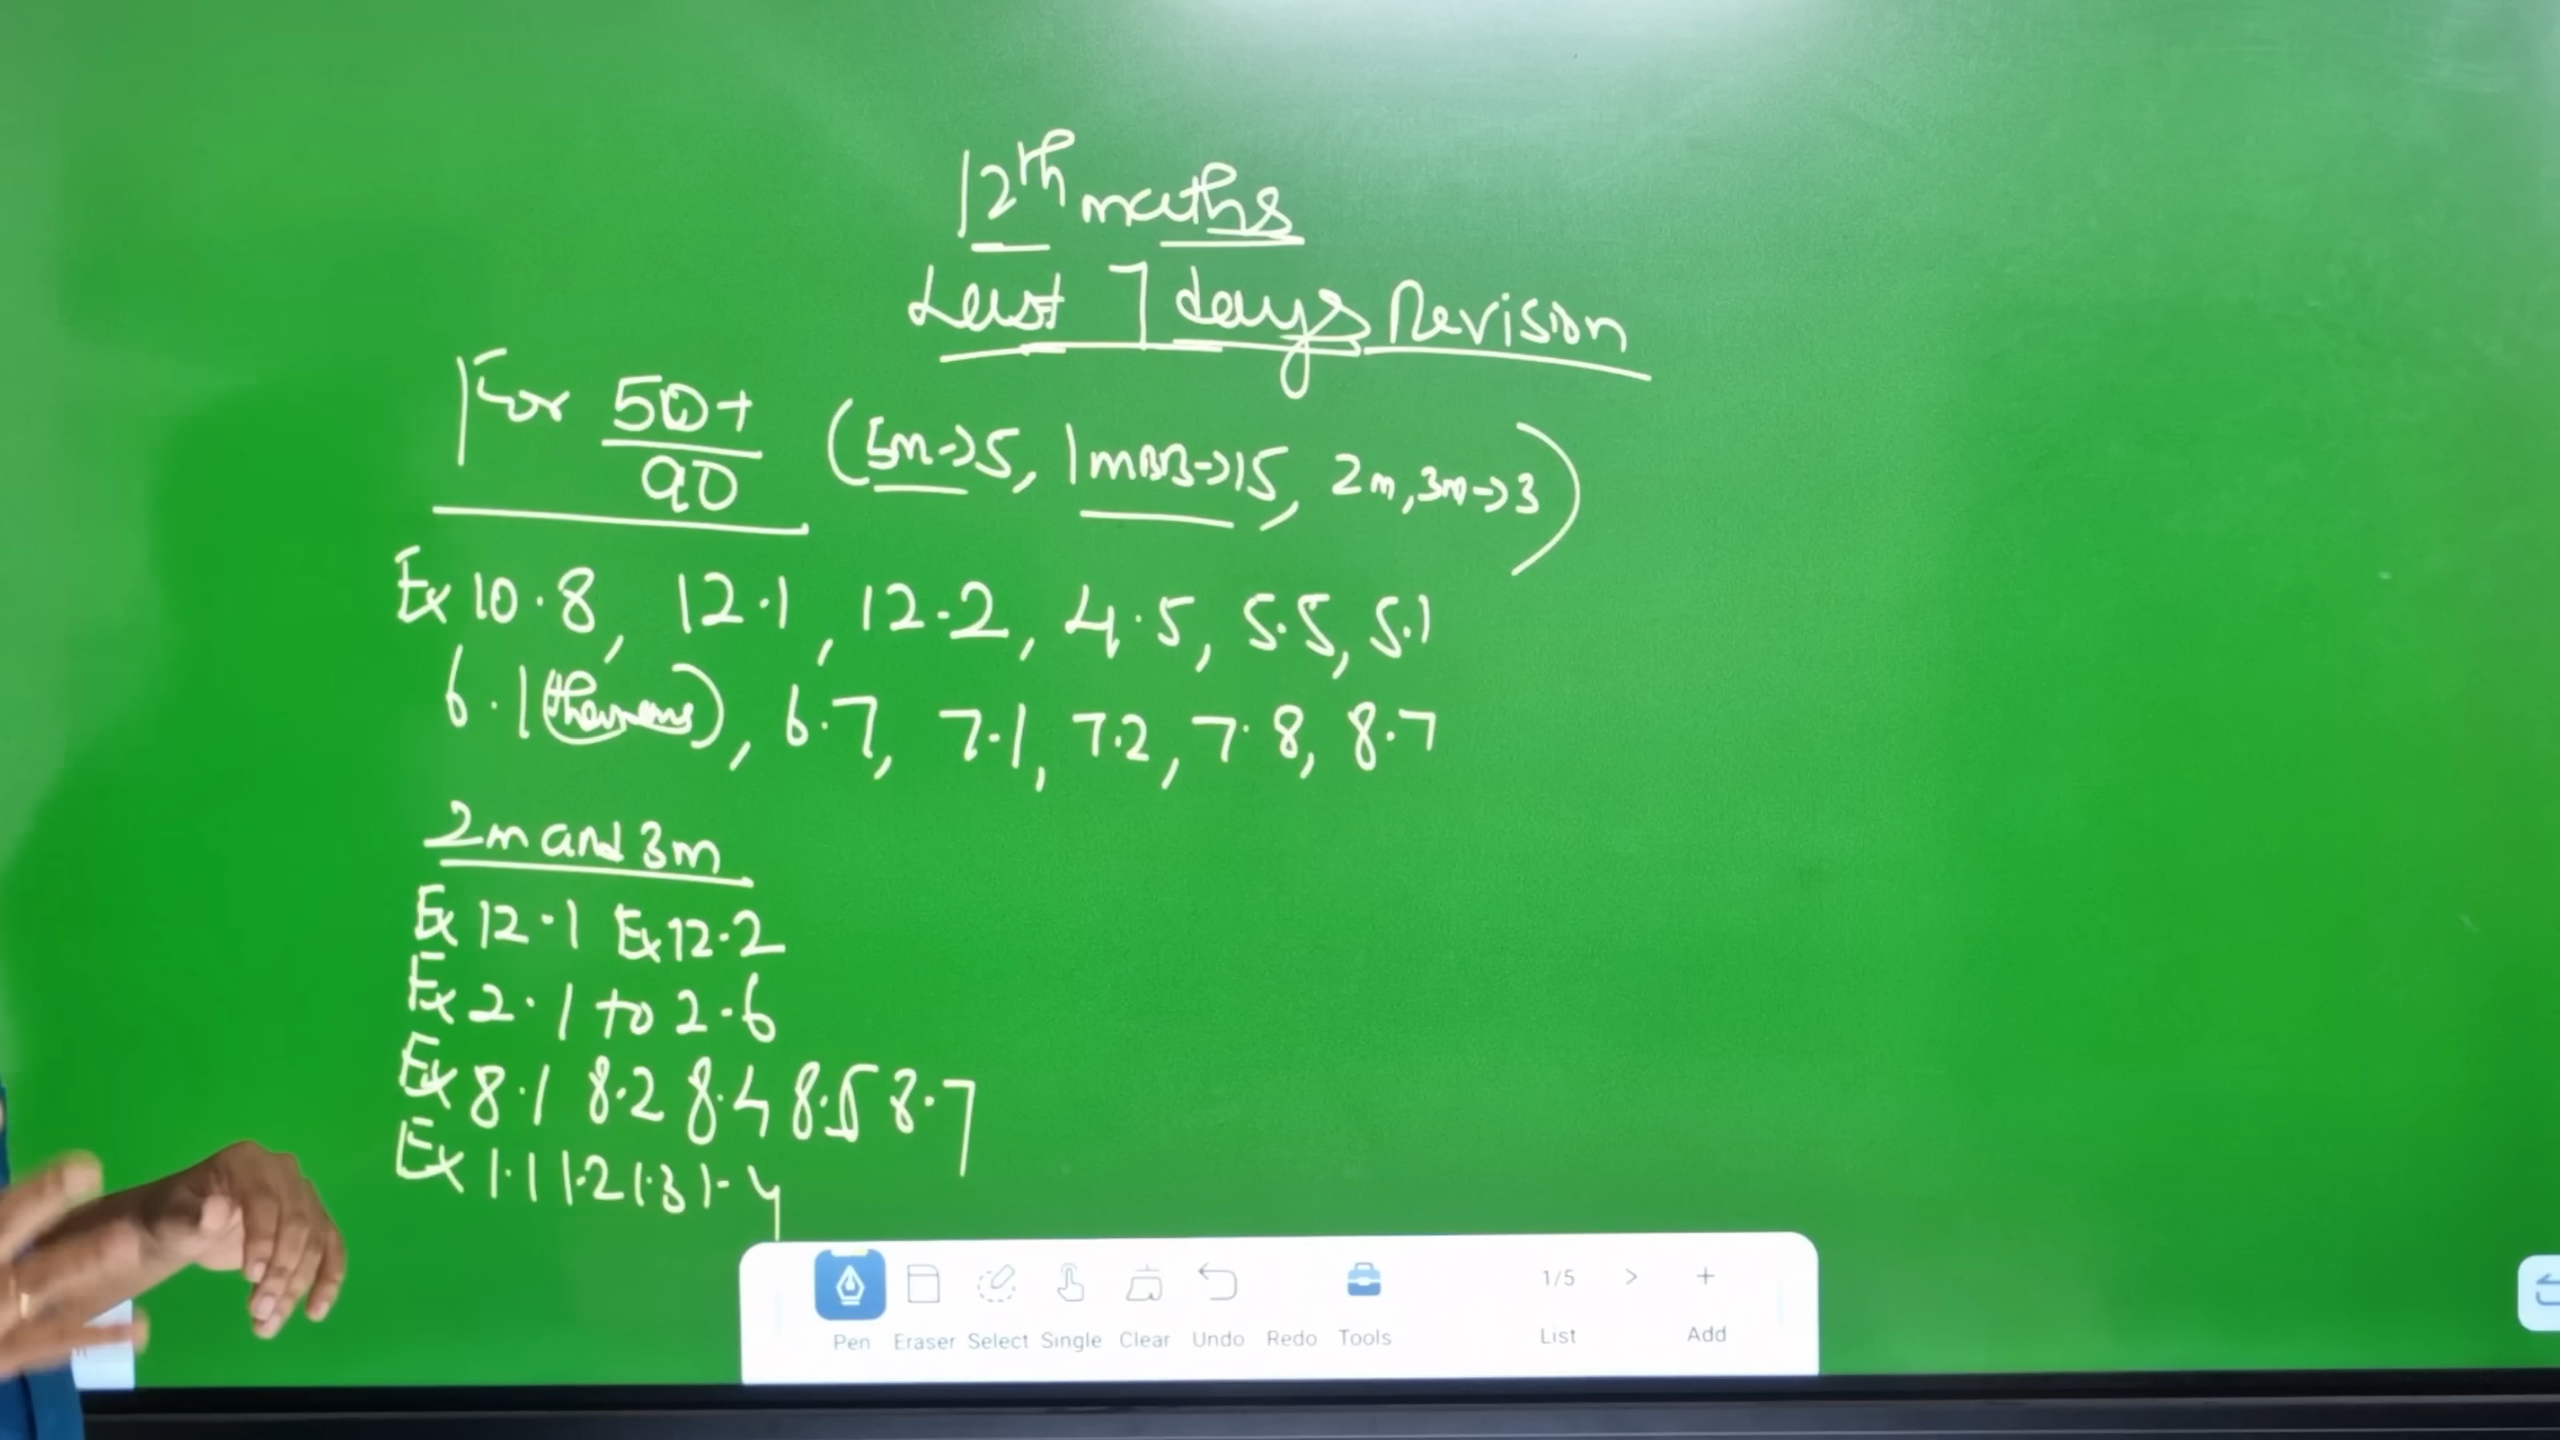 12th maths
Last 7 days Revision
For 50+/90 (5m->5, 1mBB->15, 2m, 3m->3)
Ex 10.8, 12.1, 12.2, 4.5, 5.5, 5.1
6.1 (), 6.7, 7.1, 7.2, 7.8, 8.7
2m and 3m
Ex 12.1 Ex 12.2
Ex 2.1 to 2.6
Ex 8.1 8.2 8.4 8.5 8.7
Ex 1.1 1.2 1.3 1.4
1/5 > +
Pen Eraser Select Single Clear Undo Redo Tools List Add